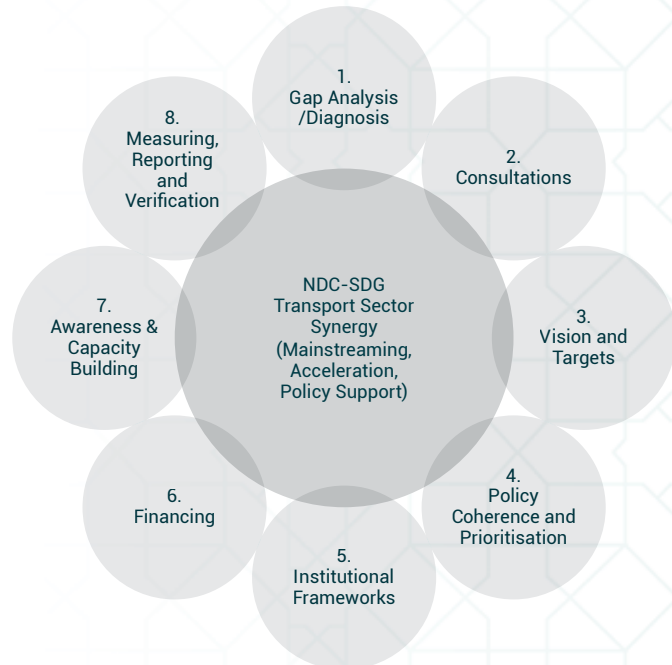 1.
Gap Analysis
/Diagnosis
2.
Consultations
3.
Vision and
Targets
4.
Policy
Coherence and
Prioritisation
5.
Institutional
Frameworks
6.
Financing
7.
Awareness &
Capacity
Building
8.
Measuring,
Reporting
and
Verification
NDC-SDG
Transport Sector
Synergy
(Mainstreaming,
Acceleration,
Policy Support)